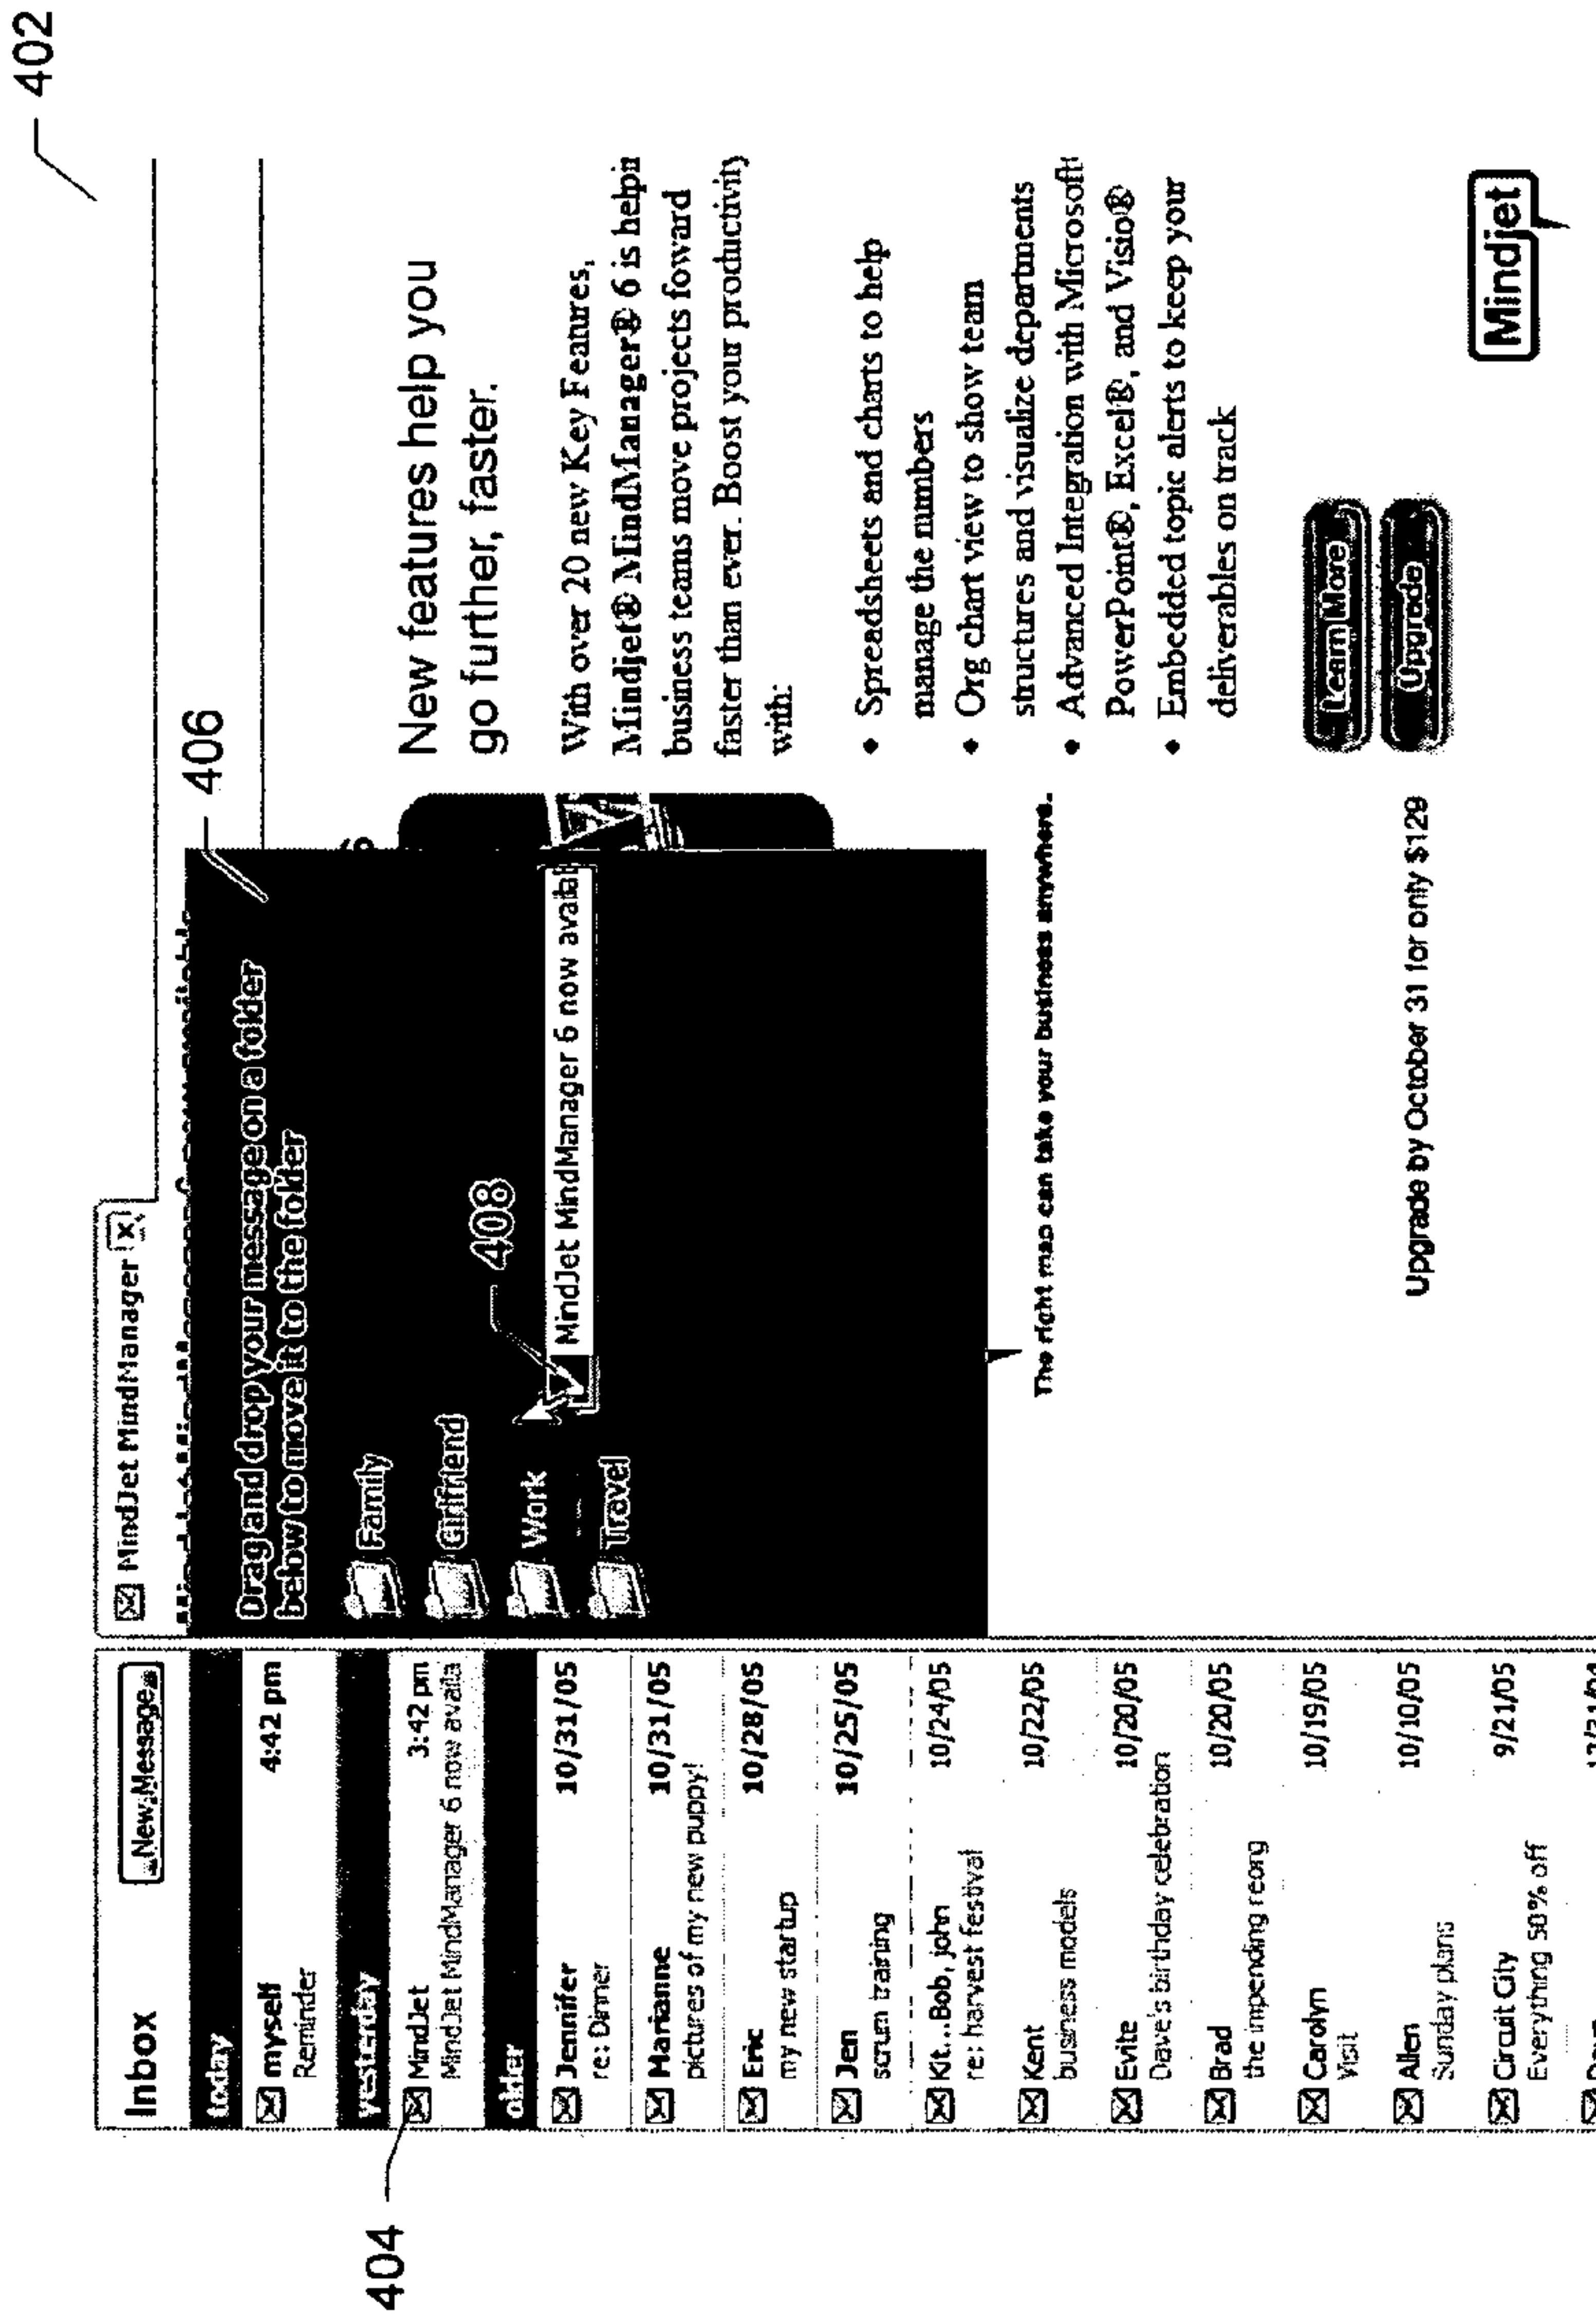 402
Inbox
New Message
today
myself 4:42 pm
Reminder
yesterday
404
MindJet 3:42 pm
MindJet MindManager 6 now availa
older
Jennifer 10/31/05
re: Dinner
Marianne 10/31/05
pictures of my new puppy!
Eric 10/28/05
my new startup
Jen 10/25/05
scrum training
Kit...Bob, john 10/24/05
re: harvest festival
Kent 10/22/05
business models
Evite 10/20/05
Dave's birthday celebration
Brad 10/20/05
the impending reorg
Carolyn 10/19/05
Visit
Allen 10/10/05
Sunday plans
Circuit City 9/21/05
Everything 50% off
MindJet MindManager x
406
Drag and drop your message on a folder
below to move it to the folder
Family
Girlfriend
408
Work
MindJet MindManager 6 now availab
Travel
The right map can take your business anywhere.
Upgrade by October 31 for only $129
New features help you
go further, faster.
With over 20 new Key Features,
Mindjet® MindManager® 6 is helpin
business teams move projects foward
faster than ever. Boost your productivity
with:
• Spreadsheets and charts to help
manage the numbers
• Org chart view to show team
structures and visualize departments
• Advanced Integration with Microsoft
PowerPoint®, Excel®, and Visio®
• Embedded topic alerts to keep your
deliverables on track
Learn More
Upgrade
Mindjet